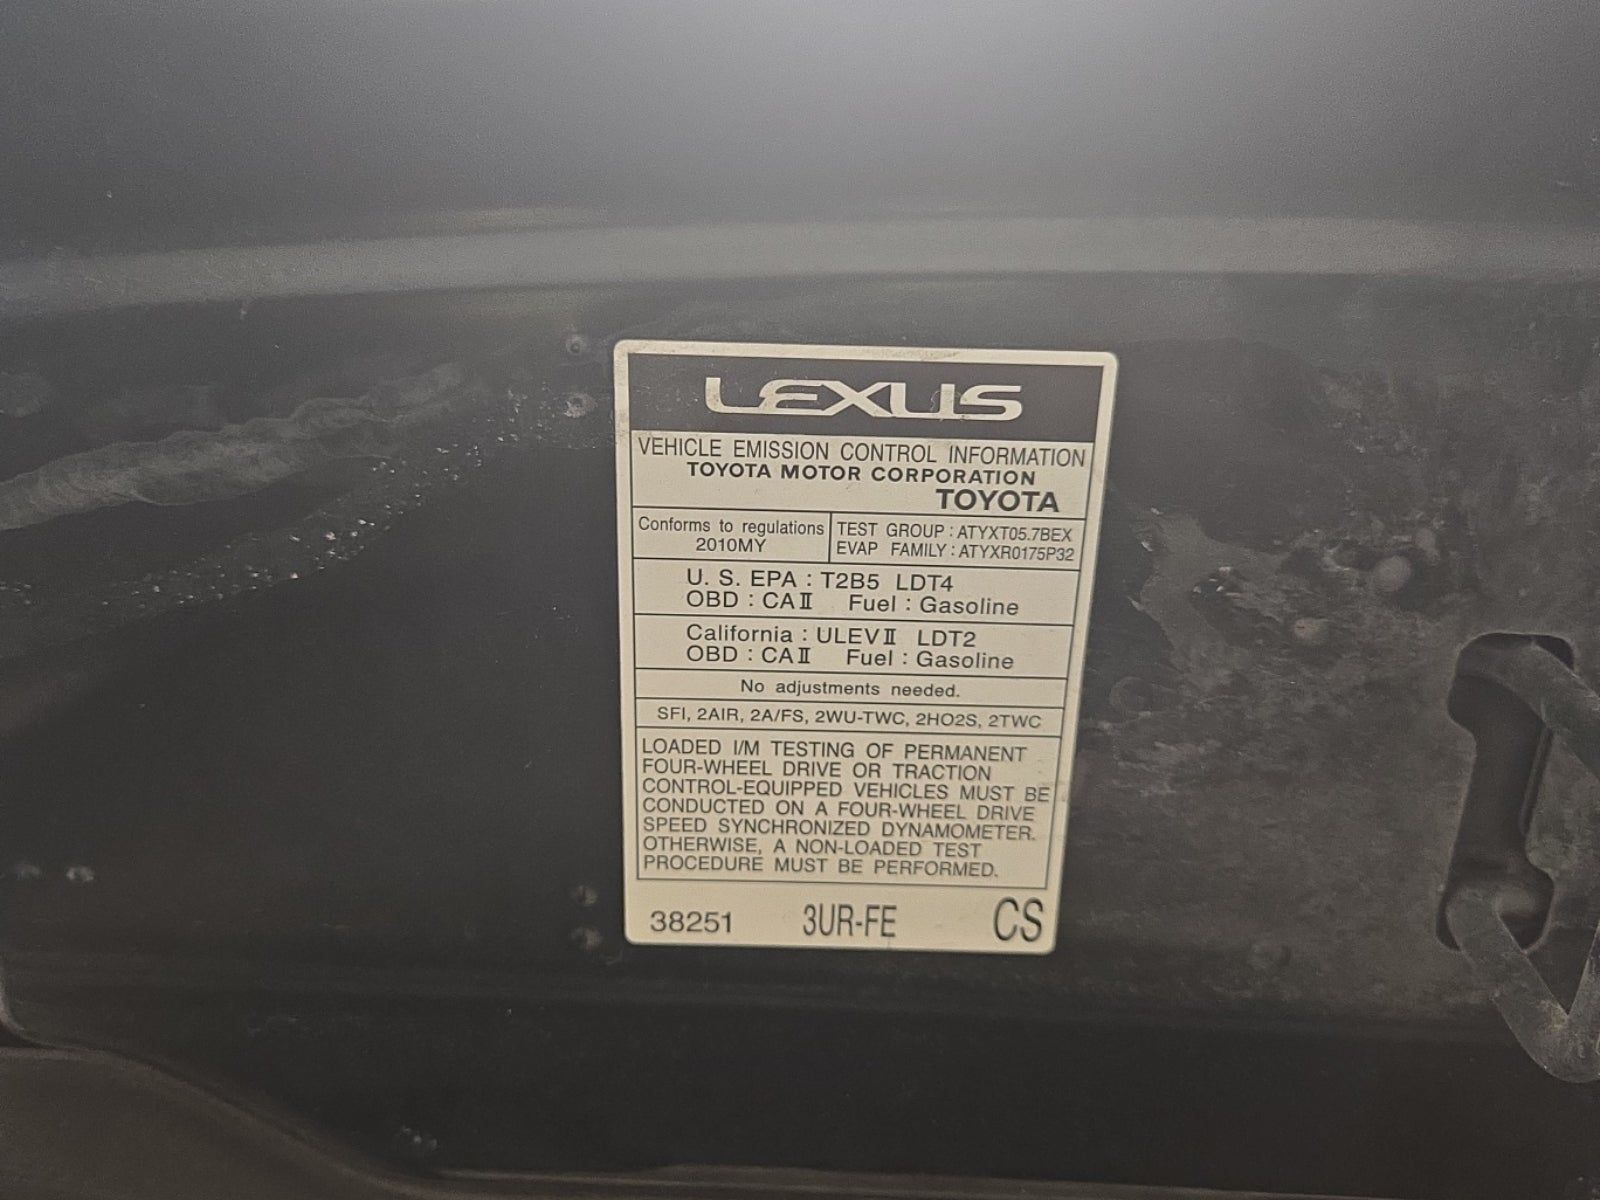 LEXUS
VEHICLE EMISSION CONTROL INFORMATION
TOYOTA MOTOR CORPORATION
TOYOTA
Conforms to regulations
2010MY
TEST GROUP : ATYXT05.7BEX
EVAP FAMILY : ATYXR0175P32
U. S. EPA : T2B5 LDT4
OBD : CAⅡ Fuel : Gasoline
California : ULEVⅡ LDT2
OBD : CAⅡ Fuel : Gasoline
No adjustments needed.
SFI, 2AIR, 2A/FS, 2WU-TWC, 2HO2S, 2TWC
LOADED I/M TESTING OF PERMANENT
FOUR-WHEEL DRIVE OR TRACTION
CONTROL-EQUIPPED VEHICLES MUST BE
CONDUCTED ON A FOUR-WHEEL DRIVE
SPEED SYNCHRONIZED DYNAMOMETER.
OTHERWISE, A NON-LOADED TEST
PROCEDURE MUST BE PERFORMED.
38251 3UR-FE CS